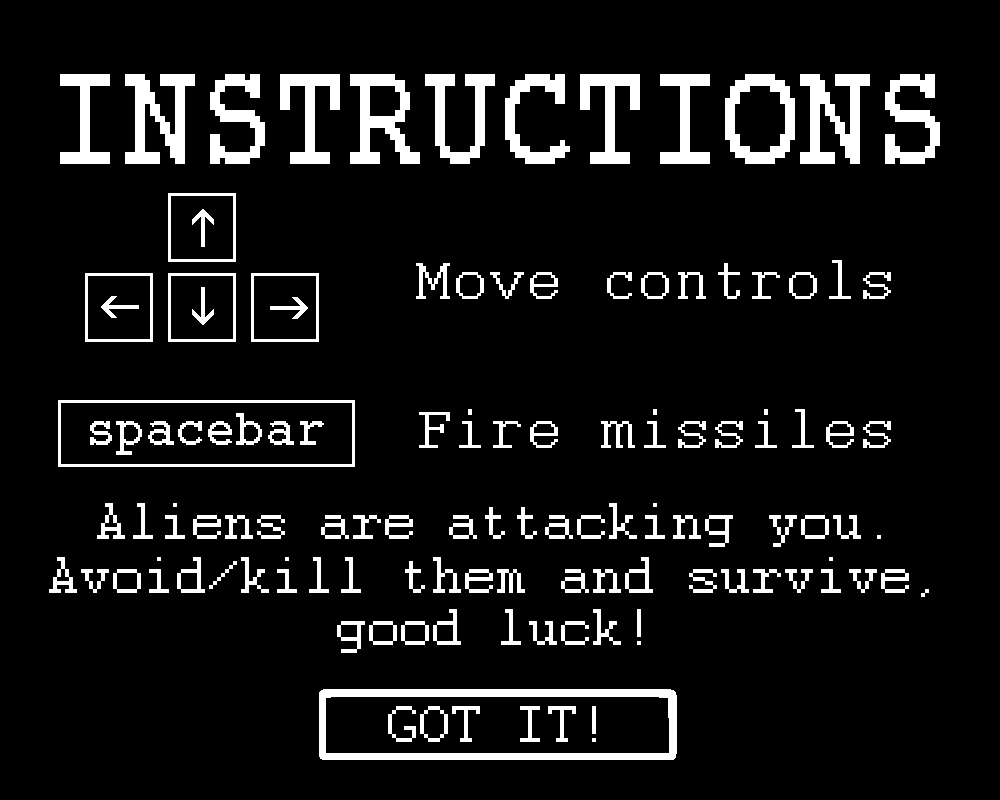 INSTRUCTIONS
↑
← ↓ →
Move controls
spacebar
Fire missiles
Aliens are attacking you.
Avoid/kill them and survive,
good luck!
GOT IT!